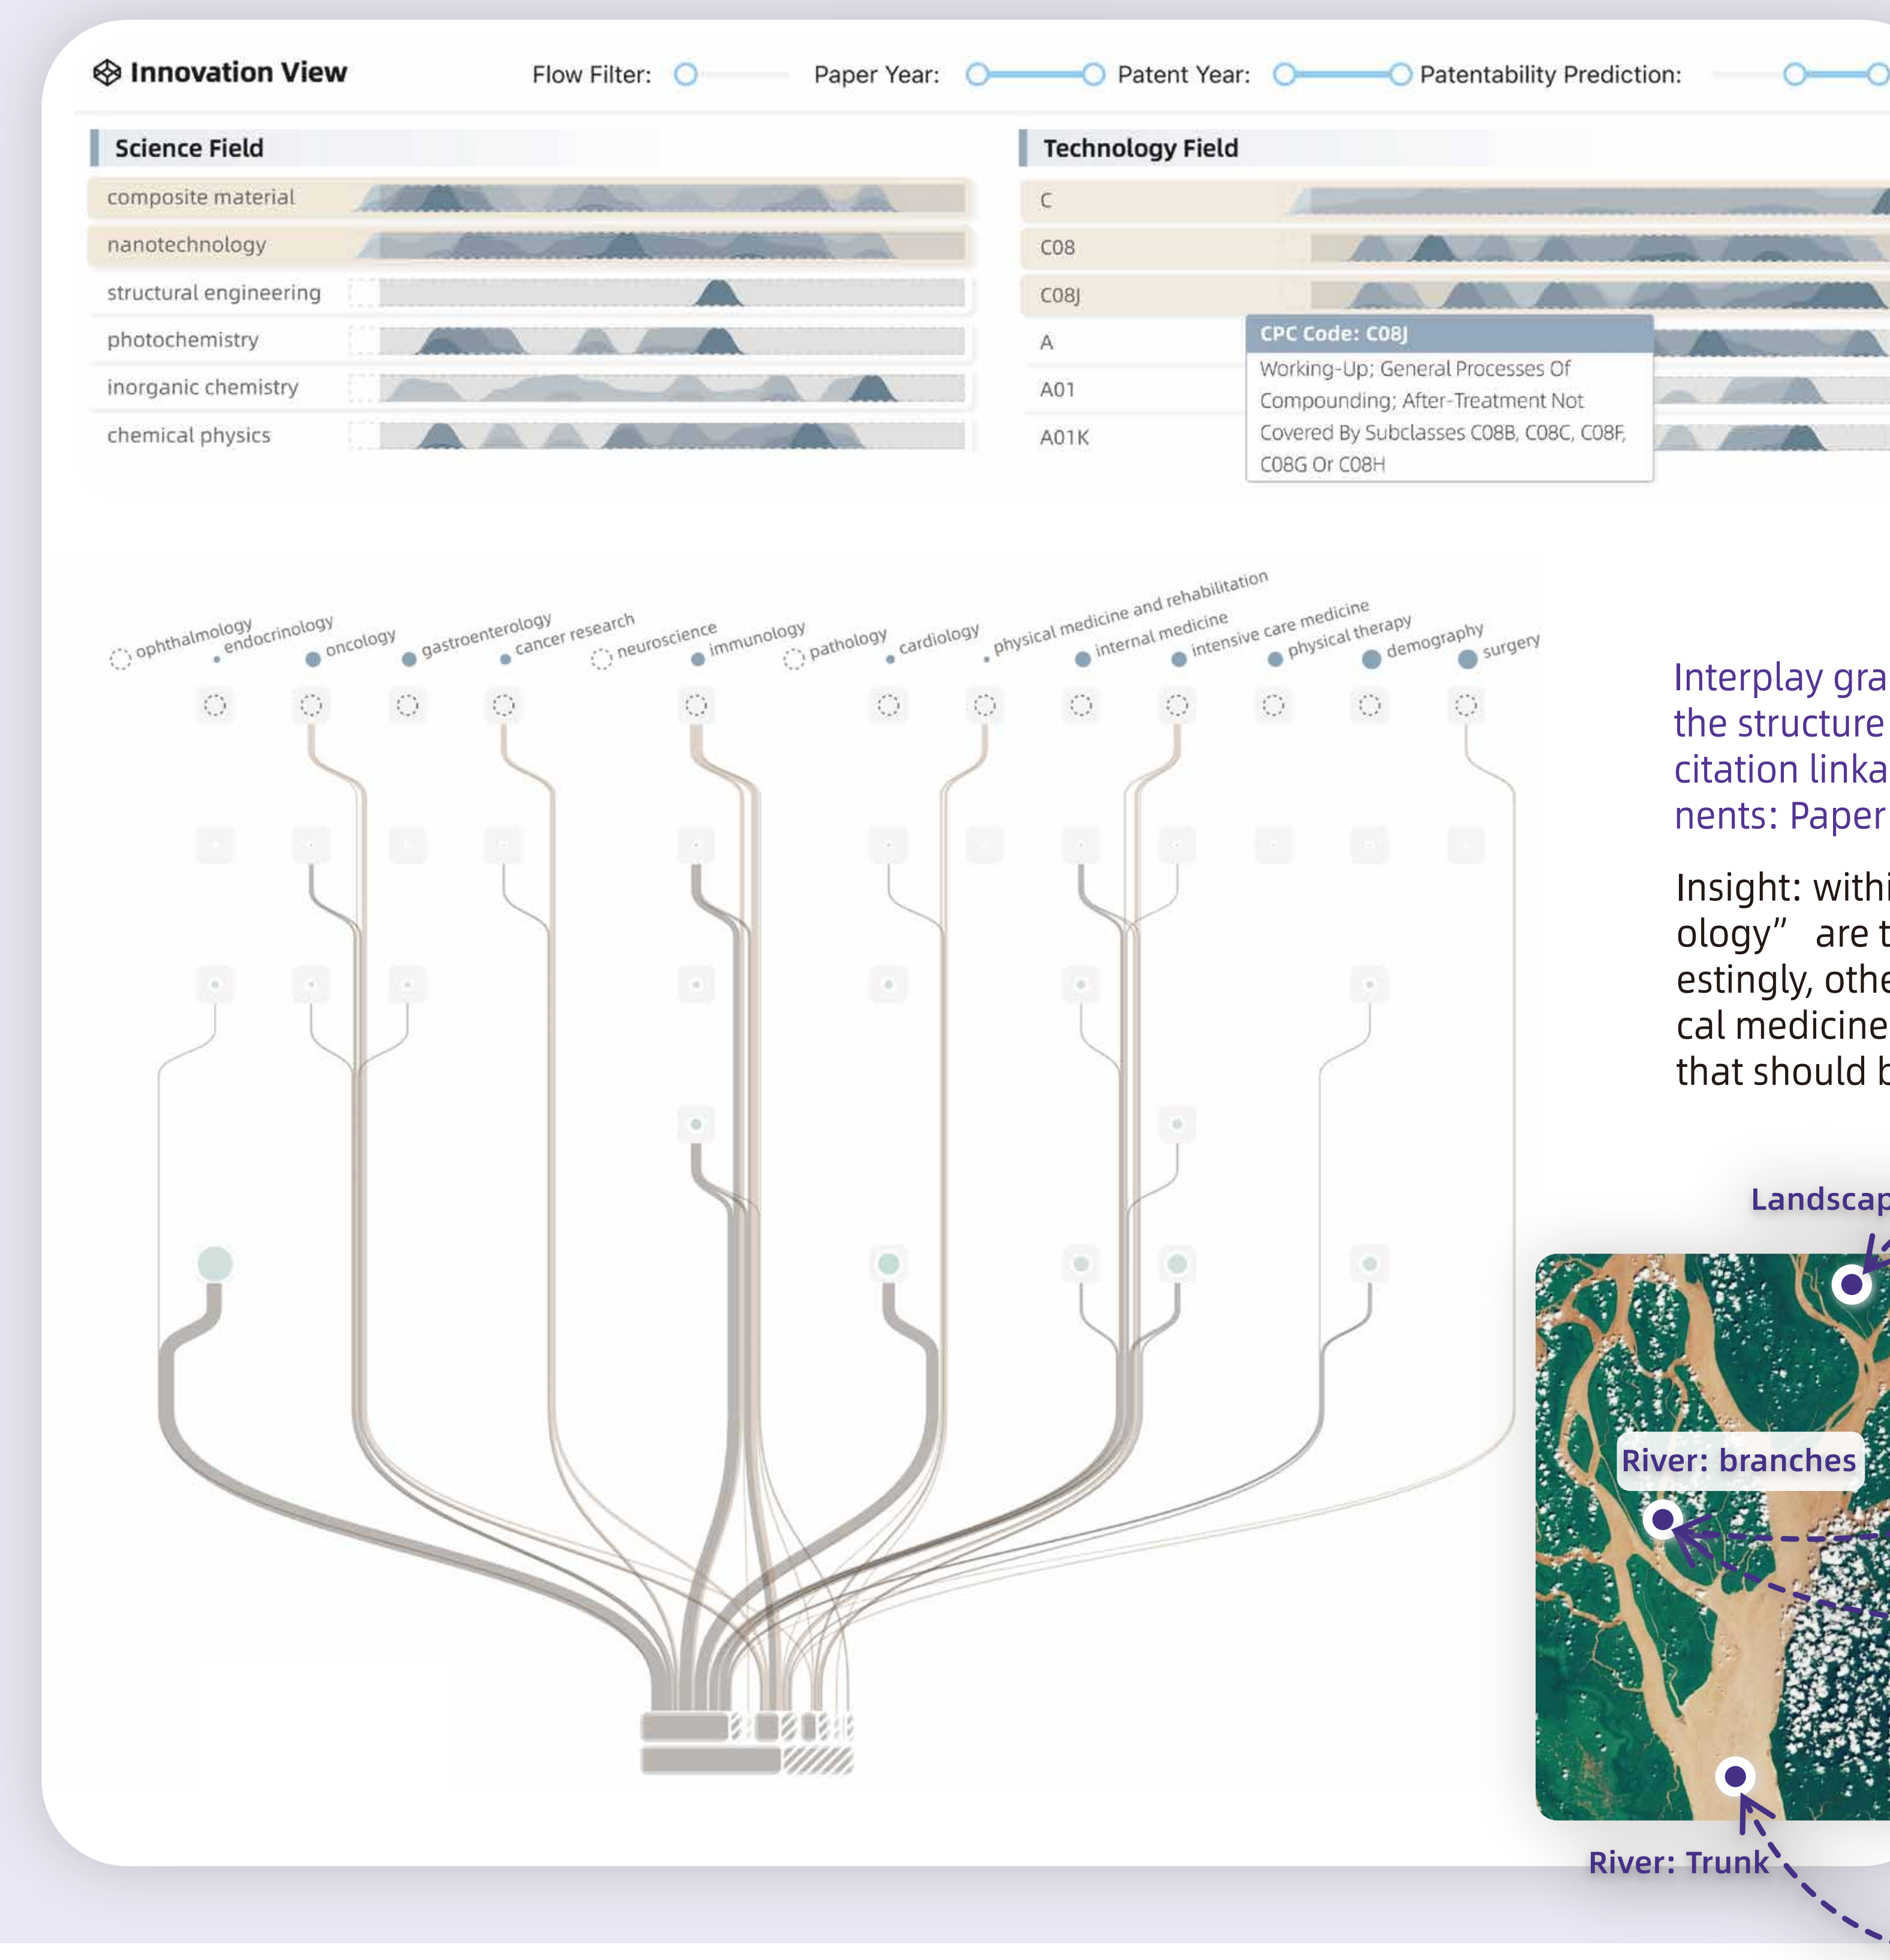 Innovation View
Flow Filter:
Paper Year:
Patent Year:
Patentability Prediction:
Science Field
composite material
nanotechnology
structural engineering
photochemistry
inorganic chemistry
chemical physics
Technology Field
C
C08
C08J
A
A01
A01K
CPC Code: C08J
Working-Up; General Processes Of
Compounding; After-Treatment Not
Covered By Subclasses C08B, C08C, C08F,
C08G Or C08H
ophthalmology
endocrinology
oncology
gastroenterology
cancer research
neuroscience
immunology
pathology
cardiology
physical medicine and rehabilitation
internal medicine
intensive care medicine
physical therapy
demography
surgery
Interplay gra
the structure
citation linka
nents: Paper
Insight: withi
ology” are t
estingly, othe
cal medicine
that should b
Landscap
River: branches
River: Trunk